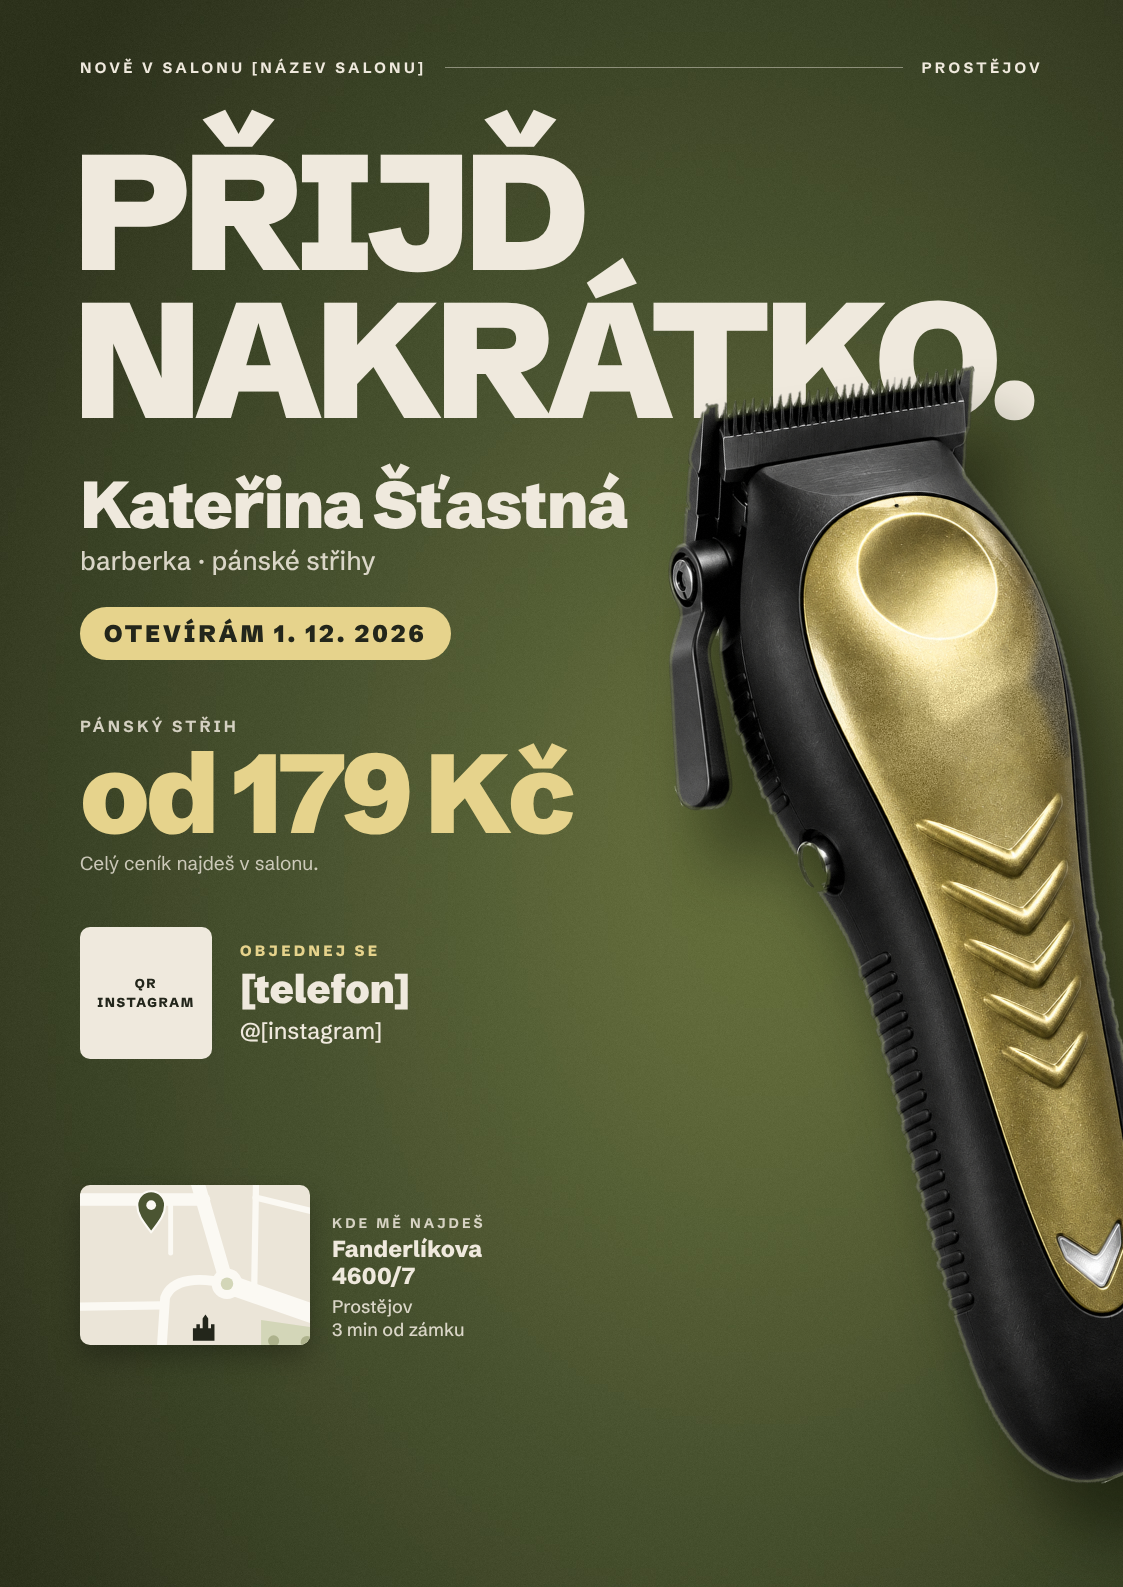 NOVĚ V SALONU [NÁZEV SALONU]
PROSTĚJOV
PŘIJĎ
NAKRÁTKO.
Kateřina Šťastná
barberka · pánské střihy
OTEVÍRÁM 1. 12. 2026
PÁNSKÝ STŘIH
od 179 Kč
Celý ceník najdeš v salonu.
QR
INSTAGRAM
OBJEDNEJ SE
[telefon]
@[instagram]
KDE MĚ NAJDEŠ
Fanderlíkova
4600/7
Prostějov
3 min od zámku